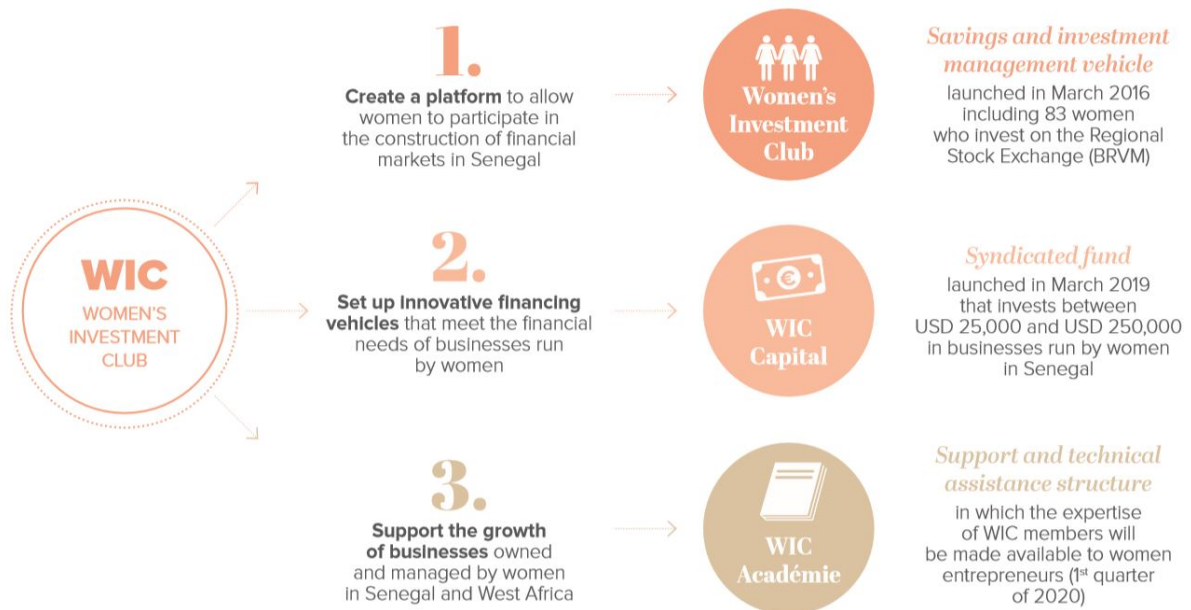 WIC
WOMEN'S
INVESTMENT
CLUB
1.
Create a platform to allow
women to participate in
the construction of financial
markets in Senegal
Women's
Investment
Club
Savings and investment
management vehicle
launched in March 2016
including 83 women
who invest on the Regional
Stock Exchange (BRVM)
2.
Set up innovative financing
vehicles that meet the financial
needs of businesses run
by women
€
WIC
Capital
Syndicated fund
launched in March 2019
that invests between
USD 25,000 and USD 250,000
in businesses run by women
in Senegal
3.
Support the growth
of businesses owned
and managed by women
in Senegal and West Africa
WIC
Académie
Support and technical
assistance structure
in which the expertise
of WIC members will
be made available to women
entrepreneurs (1st quarter
of 2020)